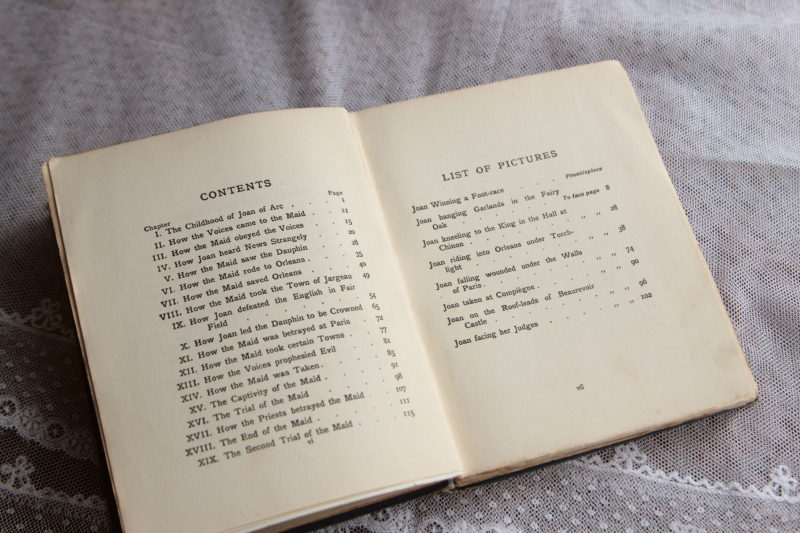 CONTENTS
Chapter Page
I. The Childhood of Joan of Arc . . 1
II. How the Voices came to the Maid . . 11
III. How the Maid obeyed the Voices . . 15
IV. How Joan heard News Strangely . . 20
V. How the Maid saw the Dauphin . . 28
VI. How the Maid rode to Orleans . . 35
VII. How the Maid saved Orleans . . 40
VIII. How the Maid took the Town of Jargeau 49
IX. How Joan defeated the English in Fair
Field . . . . . 54
X. How Joan led the Dauphin to be Crowned 65
XI. How the Maid was betrayed at Paris . 72
XII. How the Maid took certain Towns . . 77
XIII. How the Voices prophesied Evil . . 81
XIV. How the Maid was Taken . . . 85
XV. The Captivity of the Maid . . . 91
XVI. The Trial of the Maid . . . 98
XVII. How the Priests betrayed the Maid . 107
XVIII. The End of the Maid . . . . 111
XIX. The Second Trial of the Maid . . 115
vi
LIST OF PICTURES
Joan Winning a Foot-race . . . Frontispiece
Joan hanging Garlands in the Fairy
Oak . . . . To face page 8
Joan kneeling to the King in the Hall at
Chinon . . . . „ „ 28
Joan riding into Orleans under Torch-
light . . . . „ „ 38
Joan falling wounded under the Walls
of Paris . . . . „ „ 74
Joan taken at Compiègne . . . „ „ 90
Joan on the Roof-leads of Beaurevoir
Castle . . . . „ „ 96
Joan facing her Judges . . . „ „ 102
vii